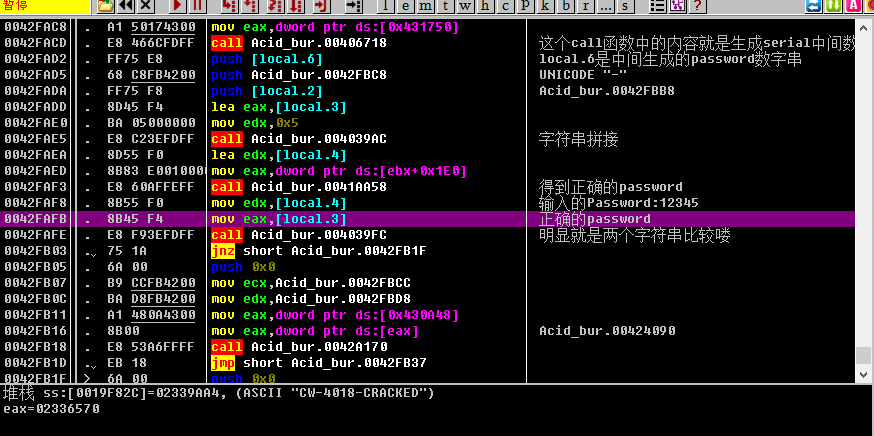 暂停
l e m t w h c p k b r ... s
?
0042FAC8 . A1 50174300 mov eax,dword ptr ds:[0x431750]
0042FACD . E8 466CFDFF call Acid_bur.00406718 这个call函数中的内容就是生成serial中间数
0042FAD2 . FF75 E8 push [local.6] local.6是中间生成的password数字串
0042FAD5 . 68 C8FB4200 push Acid_bur.0042FBC8 UNICODE "-"
0042FADA . FF75 F8 push [local.2] Acid_bur.0042FBB8
0042FADD . 8D45 F4 lea eax,[local.3]
0042FAE0 . BA 05000000 mov edx,0x5
0042FAE5 . E8 C23EFDFF call Acid_bur.004039AC 字符串拼接
0042FAEA . 8D55 F0 lea edx,[local.4]
0042FAED . 8B83 E0010000 mov eax,dword ptr ds:[ebx+0x1E0]
0042FAF3 . E8 60AFFEFF call Acid_bur.0041AA58 得到正确的password
0042FAF8 . 8B55 F0 mov edx,[local.4] 输入的Password:12345
0042FAFB . 8B45 F4 mov eax,[local.3] 正确的password
0042FAFE . E8 F93EFDFF call Acid_bur.004039FC 明显就是两个字符串比较喽
0042FB03 . 75 1A jnz short Acid_bur.0042FB1F
0042FB05 . 6A 00 push 0x0
0042FB07 . B9 CCFB4200 mov ecx,Acid_bur.0042FBCC
0042FB0C . BA D8FB4200 mov edx,Acid_bur.0042FBD8
0042FB11 . A1 480A4300 mov eax,dword ptr ds:[0x430A48]
0042FB16 . 8B00 mov eax,dword ptr ds:[eax] Acid_bur.00424090
0042FB18 . E8 53A6FFFF call Acid_bur.0042A170
0042FB1D . EB 18 jmp short Acid_bur.0042FB37
0042FB1F > 6A 00 push 0x0
堆栈 ss:[0019F82C]=02339AA4, (ASCII "CW-4018-CRACKED")
eax=02336570